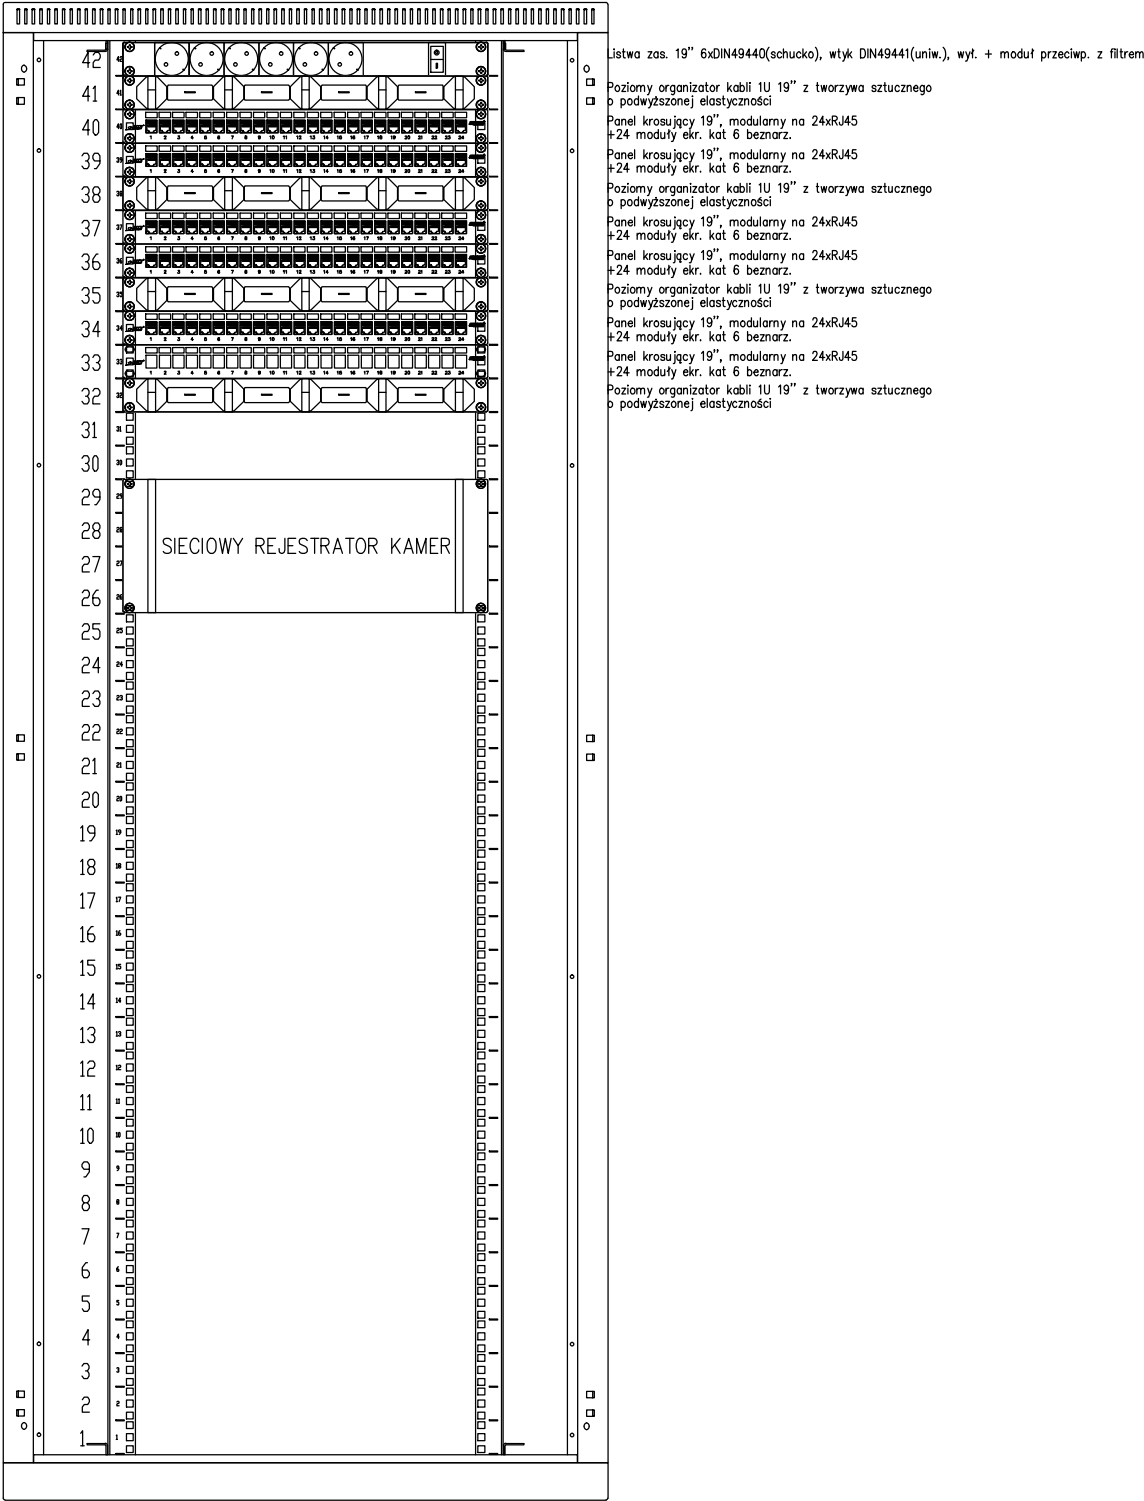 42 Listwa zas. 19" 6xDIN49440(schucko), wtyk DIN49441(uniw.), wył. + moduł przeciwp. z filtrem
41 Poziomy organizator kabli 1U 19" z tworzywa sztucznego
o podwyższonej elastyczności
40 Panel krosujący 19", modularny na 24xRJ45
+24 moduły ekr. kat 6 beznarz.
39 Panel krosujący 19", modularny na 24xRJ45
+24 moduły ekr. kat 6 beznarz.
38 Poziomy organizator kabli 1U 19" z tworzywa sztucznego
o podwyższonej elastyczności
37 Panel krosujący 19", modularny na 24xRJ45
+24 moduły ekr. kat 6 beznarz.
36 Panel krosujący 19", modularny na 24xRJ45
+24 moduły ekr. kat 6 beznarz.
35 Poziomy organizator kabli 1U 19" z tworzywa sztucznego
o podwyższonej elastyczności
34 Panel krosujący 19", modularny na 24xRJ45
+24 moduły ekr. kat 6 beznarz.
33 Panel krosujący 19", modularny na 24xRJ45
+24 moduły ekr. kat 6 beznarz.
32 Poziomy organizator kabli 1U 19" z tworzywa sztucznego
o podwyższonej elastyczności
31
30
29
28
SIECIOWY REJESTRATOR KAMER
27
26
25
24
23
22
21
20
19
18
17
16
15
14
13
12
11
10
9
8
7
6
5
4
3
2
1